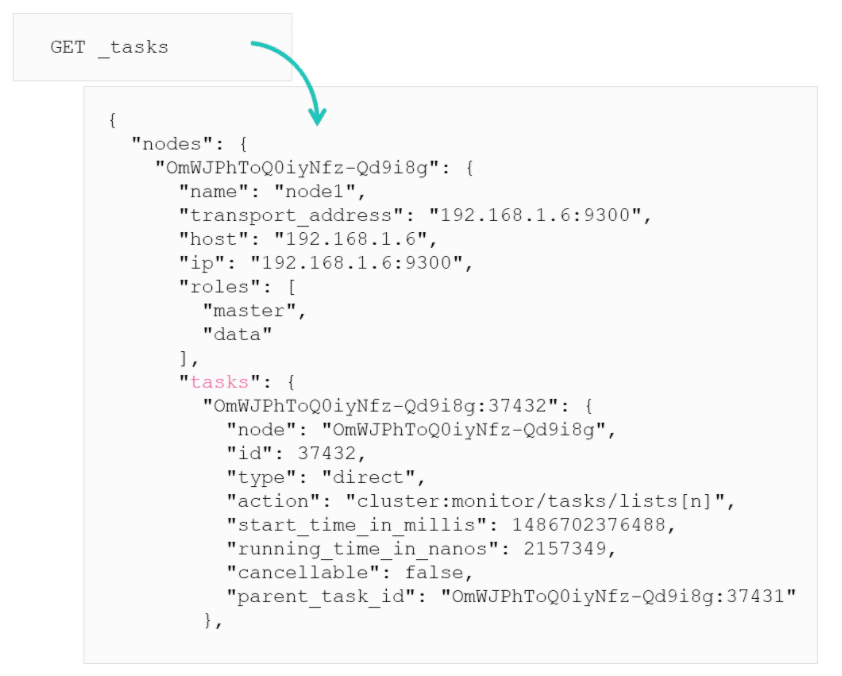 GET _tasks
{
"nodes": {
"OmWJPhToQ0iyNfz-Qd9i8g": {
"name": "node1",
"transport_address": "192.168.1.6:9300",
"host": "192.168.1.6",
"ip": "192.168.1.6:9300",
"roles": [
"master",
"data"
],
"tasks": {
"OmWJPhToQ0iyNfz-Qd9i8g:37432": {
"node": "OmWJPhToQ0iyNfz-Qd9i8g",
"id": 37432,
"type": "direct",
"action": "cluster:monitor/tasks/lists[n]",
"start_time_in_millis": 1486702376488,
"running_time_in_nanos": 2157349,
"cancellable": false,
"parent_task_id": "OmWJPhToQ0iyNfz-Qd9i8g:37431"
},